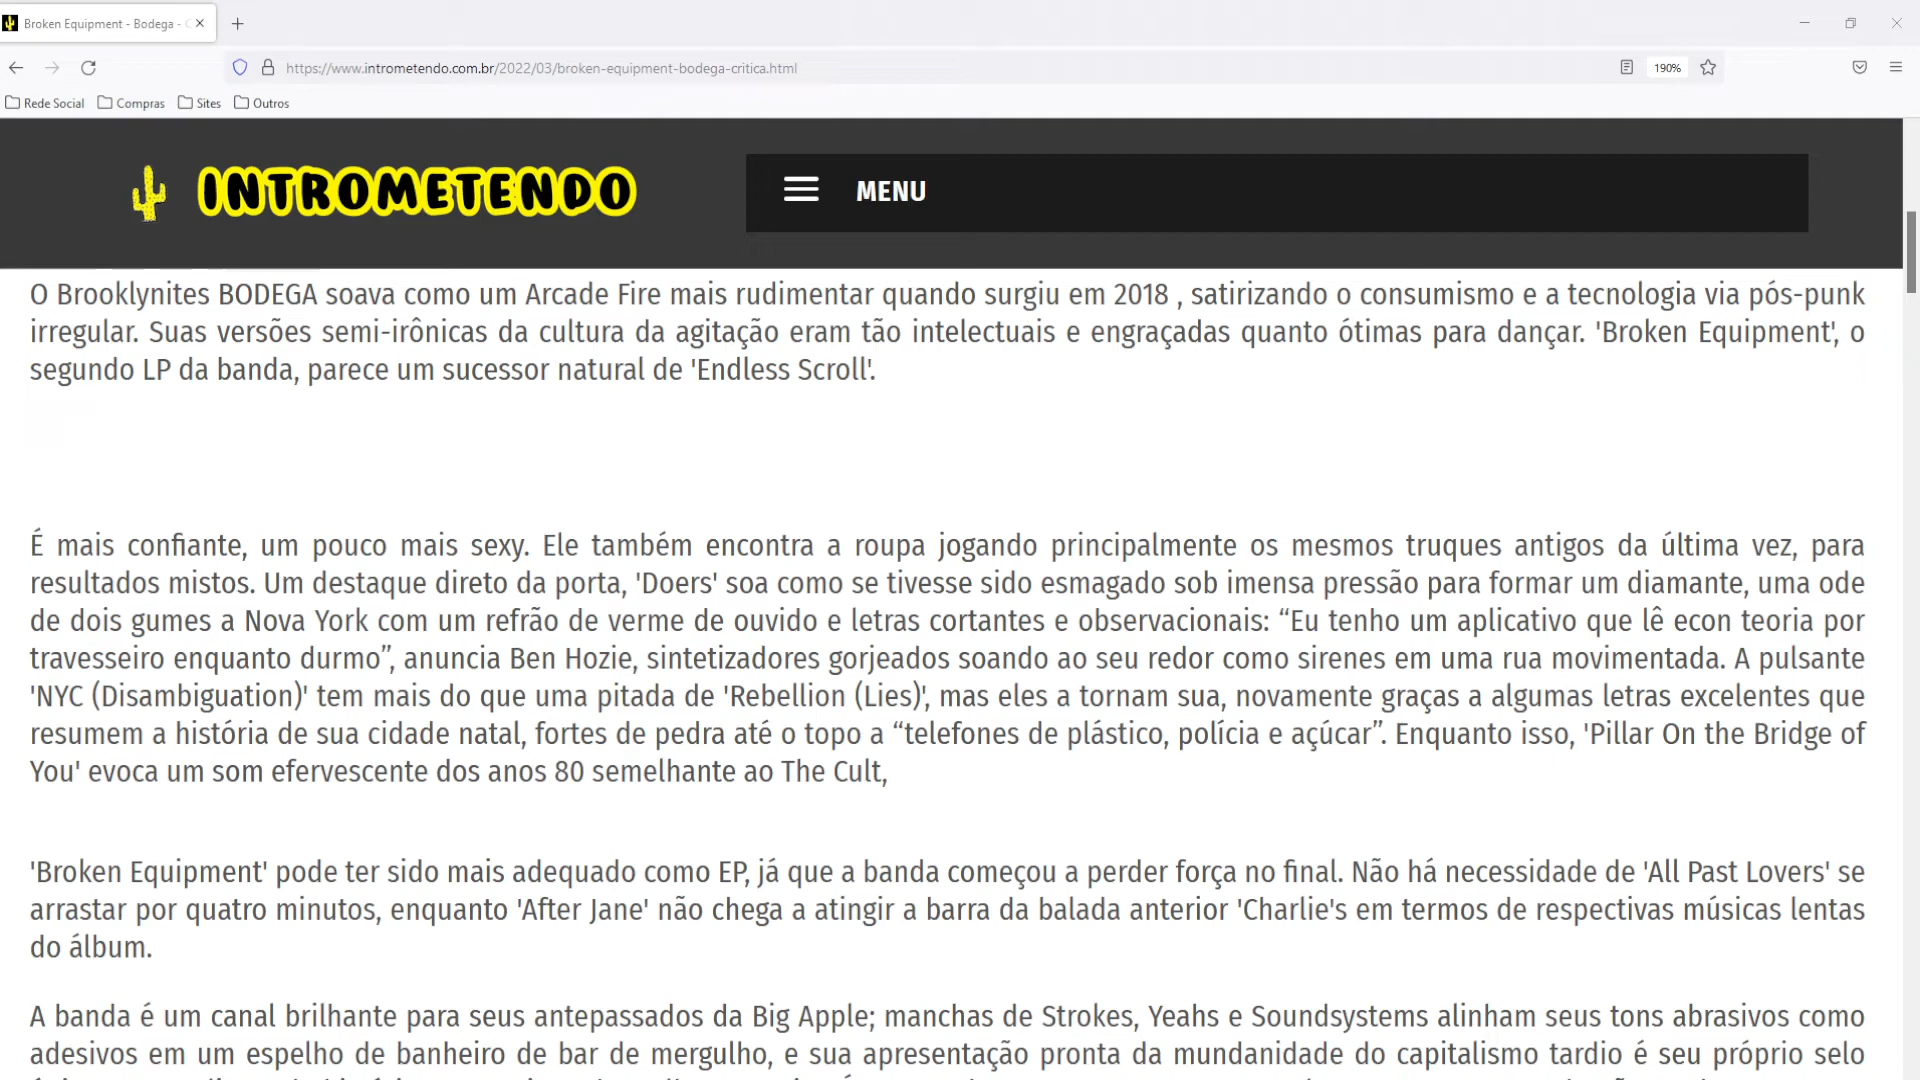 Broken Equipment - Bodega -
https://www.intrometendo.com.br/2022/03/broken-equipment-bodega-critica.html
190%
Rede Social Compras Sites Outros
INTROMETENDO
MENU
O Brooklynites BODEGA soava como um Arcade Fire mais rudimentar quando surgiu em 2018 , satirizando o consumismo e a tecnologia via pós-punk
irregular. Suas versões semi-irônicas da cultura da agitação eram tão intelectuais e engraçadas quanto ótimas para dançar. 'Broken Equipment', o
segundo LP da banda, parece um sucessor natural de 'Endless Scroll'.
É mais confiante, um pouco mais sexy. Ele também encontra a roupa jogando principalmente os mesmos truques antigos da última vez, para
resultados mistos. Um destaque direto da porta, 'Doers' soa como se tivesse sido esmagado sob imensa pressão para formar um diamante, uma ode
de dois gumes a Nova York com um refrão de verme de ouvido e letras cortantes e observacionais: “Eu tenho um aplicativo que lê econ teoria por
travesseiro enquanto durmo”, anuncia Ben Hozie, sintetizadores gorjeados soando ao seu redor como sirenes em uma rua movimentada. A pulsante
'NYC (Disambiguation)' tem mais do que uma pitada de 'Rebellion (Lies)', mas eles a tornam sua, novamente graças a algumas letras excelentes que
resumem a história de sua cidade natal, fortes de pedra até o topo a “telefones de plástico, polícia e açúcar”. Enquanto isso, 'Pillar On the Bridge of
You' evoca um som efervescente dos anos 80 semelhante ao The Cult,
'Broken Equipment' pode ter sido mais adequado como EP, já que a banda começou a perder força no final. Não há necessidade de 'All Past Lovers' se
arrastar por quatro minutos, enquanto 'After Jane' não chega a atingir a barra da balada anterior 'Charlie's em termos de respectivas músicas lentas
do álbum.
A banda é um canal brilhante para seus antepassados da Big Apple; manchas de Strokes, Yeahs e Soundsystems alinham seus tons abrasivos como
adesivos em um espelho de banheiro de bar de mergulho, e sua apresentação pronta da mundanidade do capitalismo tardio é seu próprio selo